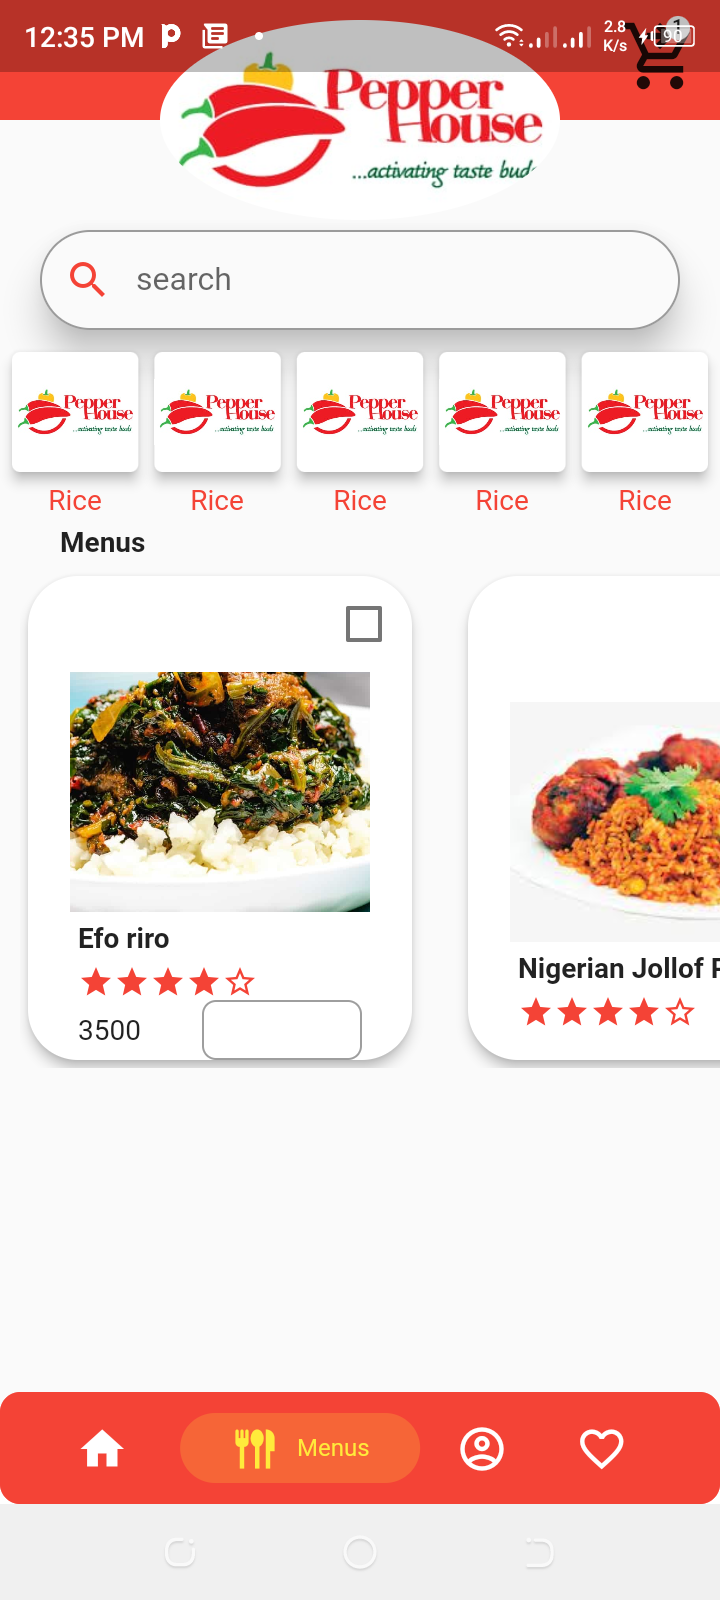 12:35 PM
2.8
K/s
90
1
Pepper
House
...activating taste bud
search
Pepper
House
...activating taste buds
Pepper
House
...activating taste buds
Pepper
House
...activating taste buds
Pepper
House
...activating taste buds
Pepper
House
...activating taste buds
Rice
Rice
Rice
Rice
Rice
Menus
Efo riro
3500
Nigerian Jollof
Menus